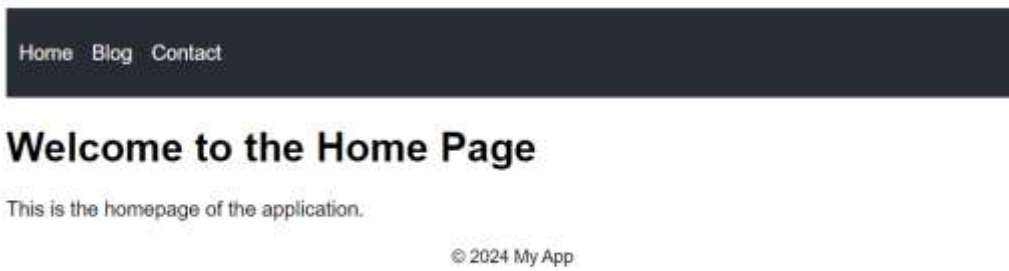 Home Blog Contact
Welcome to the Home Page
This is the homepage of the application.
© 2024 My App